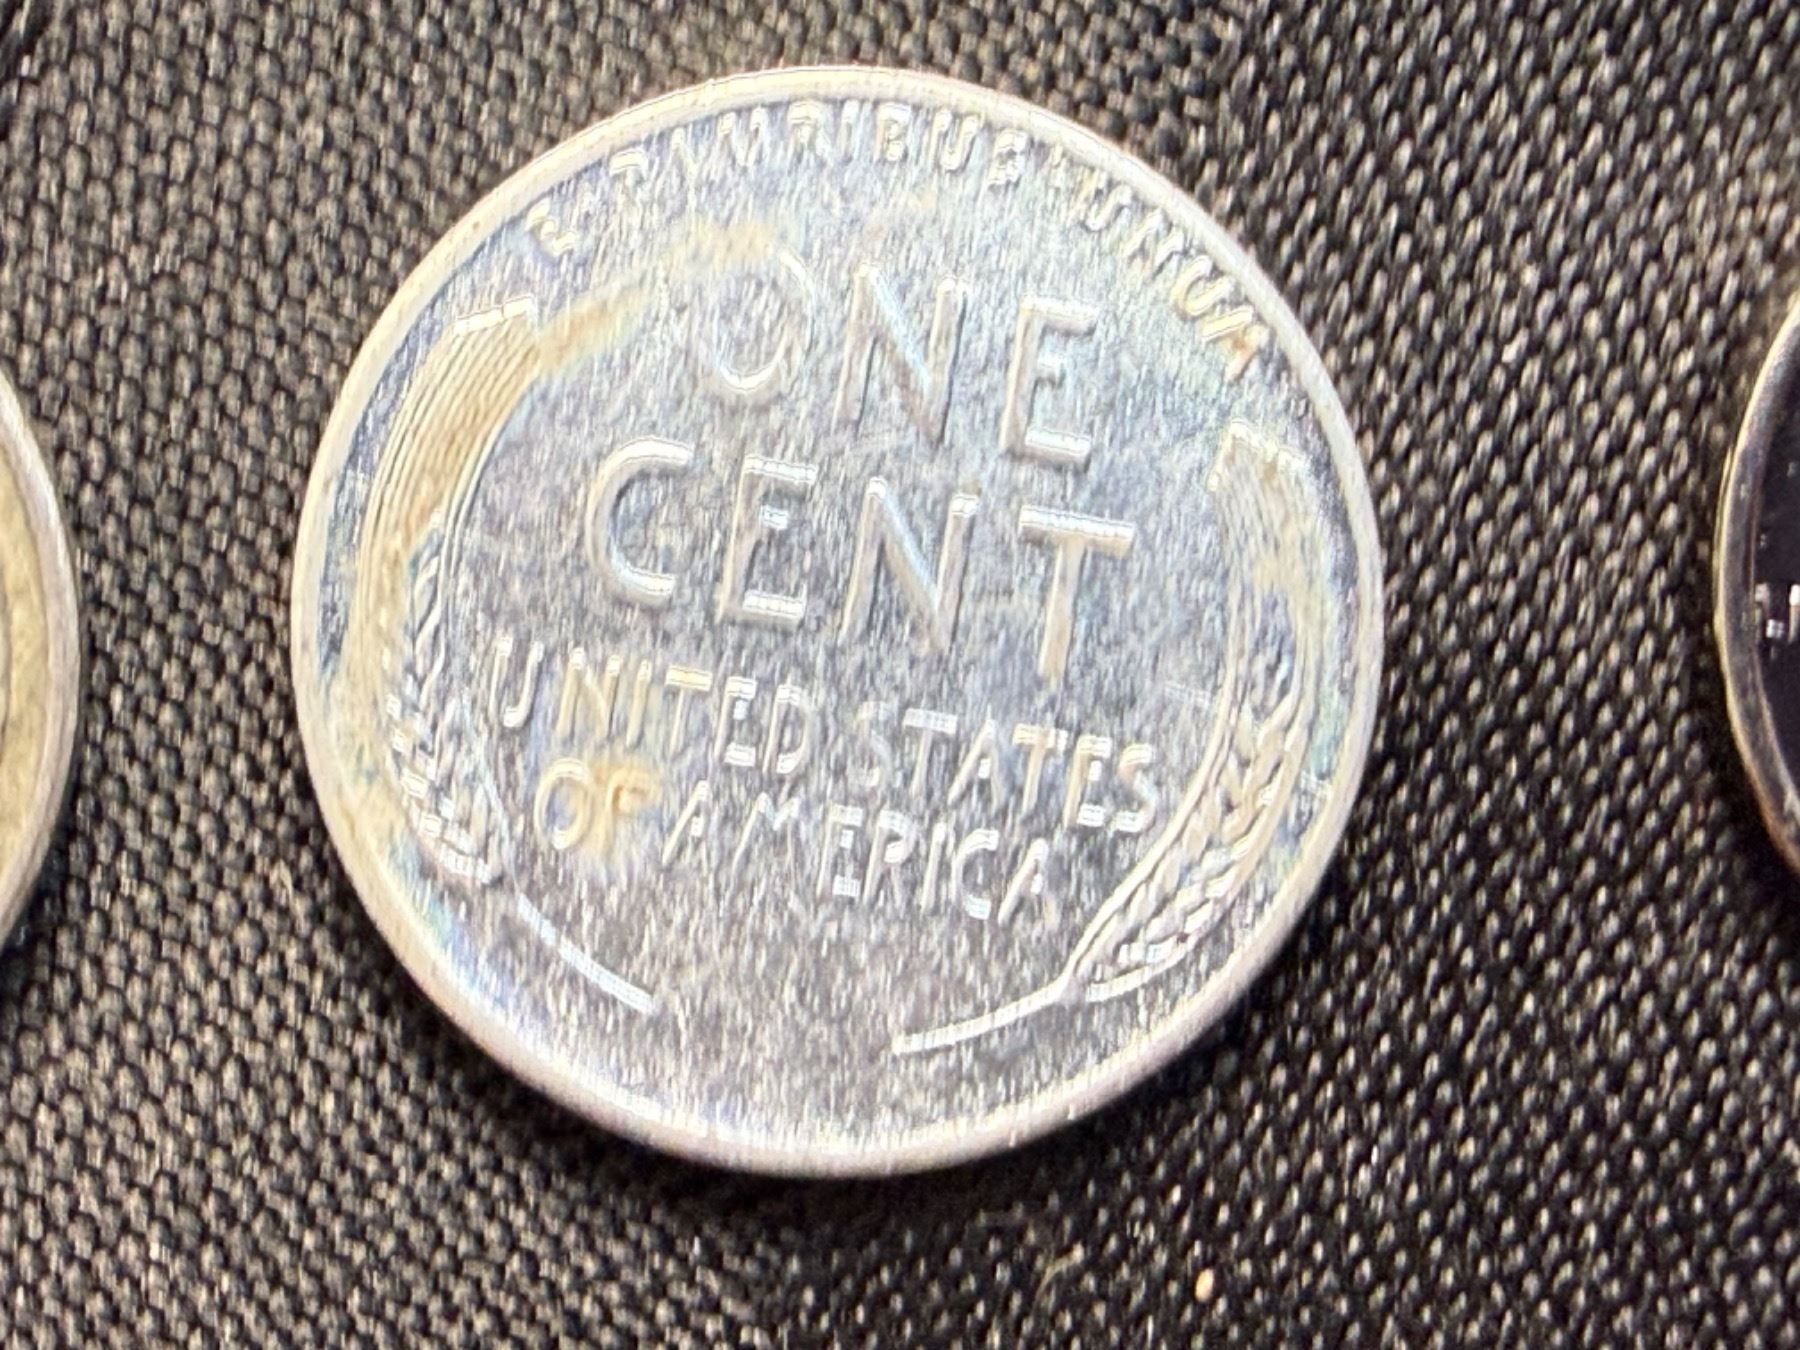 E·PLURIBUS·UNUM
ONE
CENT
UNITED STATES
OF AMERICA